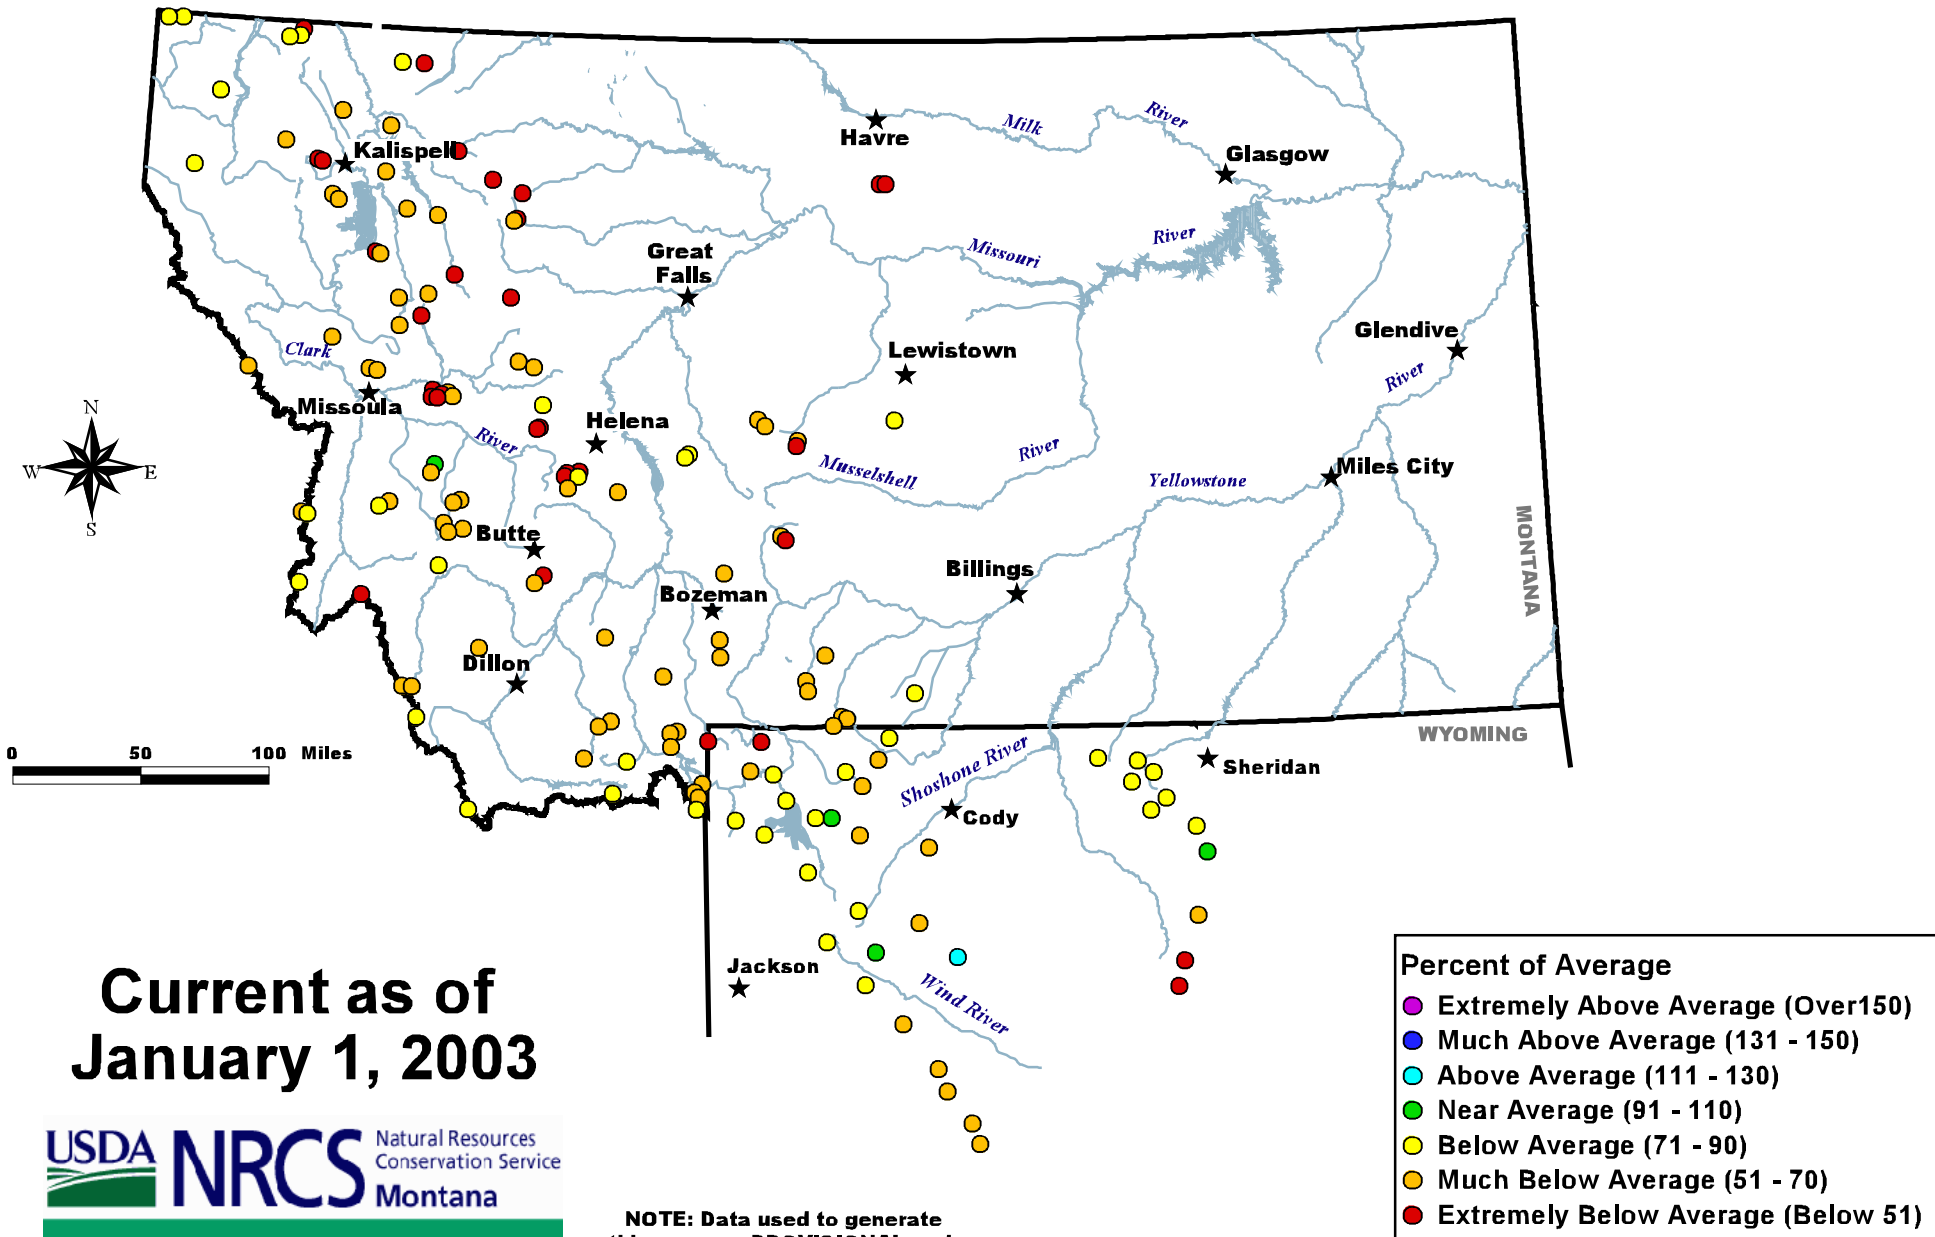 Havre
Milk
River
Glasgow
Kalispell
Great
Falls
Missouri
River
Glendive
River
Lewistown
Clark
Missoula
River
Helena
Musselshell
River
Yellowstone
Miles City
N
W
E
S
Butte
Bozeman
Billings
MONTANA
Dillon
WYOMING
0 50 100 Miles
Shoshone River
Cody
Sheridan
Jackson
Wind River
Current as of
January 1, 2003
USDA
NRCS
Natural Resources
Conservation Service
Montana
NOTE: Data used to generate
Percent of Average
Extremely Above Average (Over150)
Much Above Average (131 - 150)
Above Average (111 - 130)
Near Average (91 - 110)
Below Average (71 - 90)
Much Below Average (51 - 70)
Extremely Below Average (Below 51)